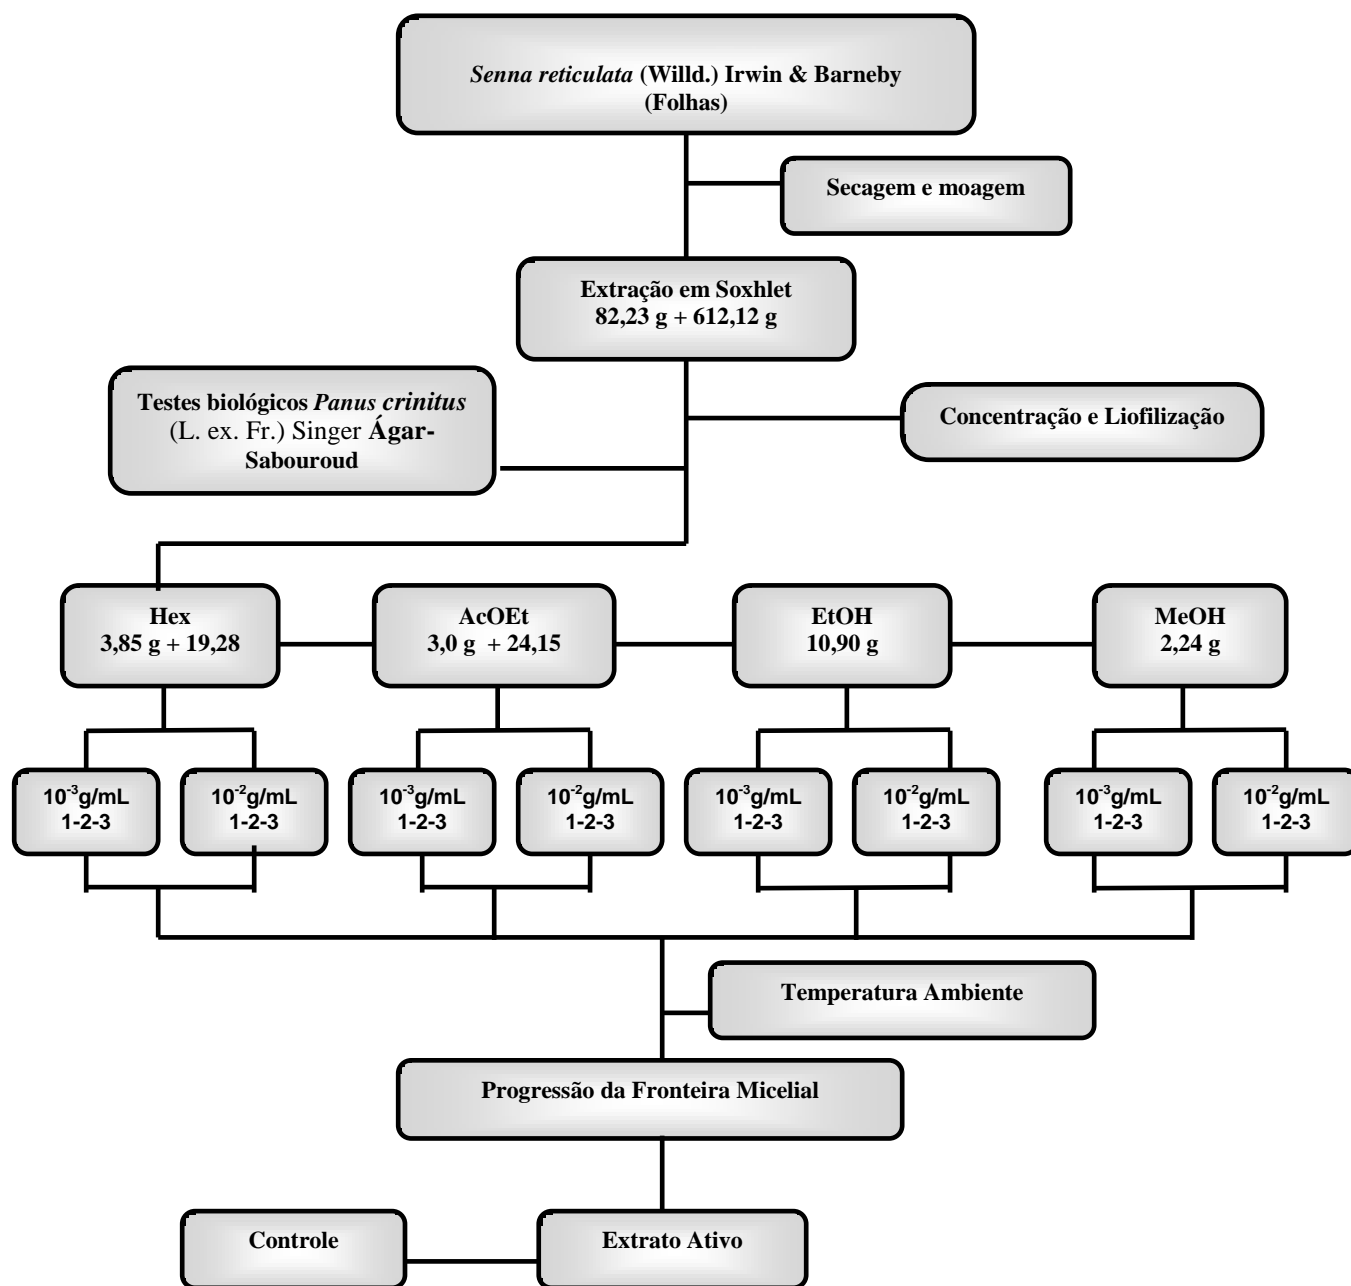 Senna reticulata (Willd.) Irwin & Barneby
(Folhas)
Secagem e moagem
Extração em Soxhlet
82,23 g + 612,12 g
Testes biológicos Panus crinitus
(L. ex. Fr.) Singer Ágar-
Sabouroud
Concentração e Liofilização
Hex
3,85 g + 19,28
AcOEt
3,0 g + 24,15
EtOH
10,90 g
MeOH
2,24 g
10⁻³g/mL
1-2-3
10⁻²g/mL
1-2-3
10⁻³g/mL
1-2-3
10⁻²g/mL
1-2-3
10⁻³g/mL
1-2-3
10⁻²g/mL
1-2-3
10⁻³g/mL
1-2-3
10⁻²g/mL
1-2-3
Temperatura Ambiente
Progressão da Fronteira Micelial
Controle
Extrato Ativo